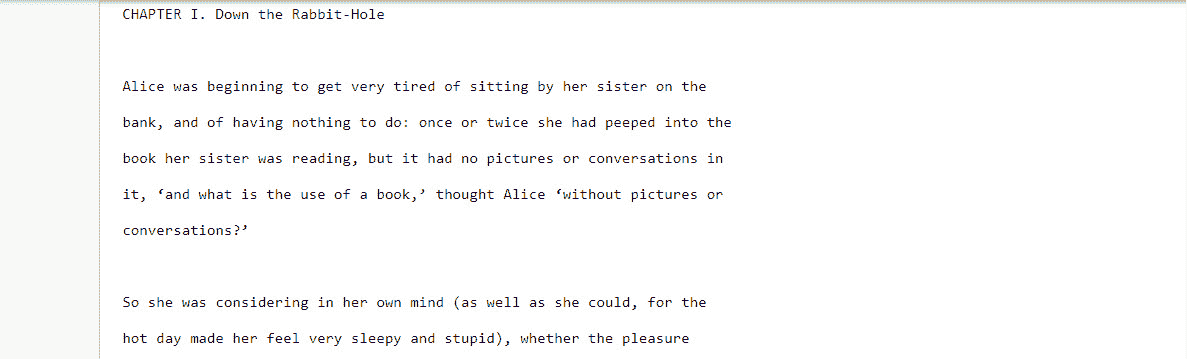 CHAPTER I. Down the Rabbit-Hole
Alice was beginning to get very tired of sitting by her sister on the
bank, and of having nothing to do: once or twice she had peeped into the
book her sister was reading, but it had no pictures or conversations in
it, ‘and what is the use of a book,’ thought Alice ‘without pictures or
conversations?’
So she was considering in her own mind (as well as she could, for the
hot day made her feel very sleepy and stupid), whether the pleasure